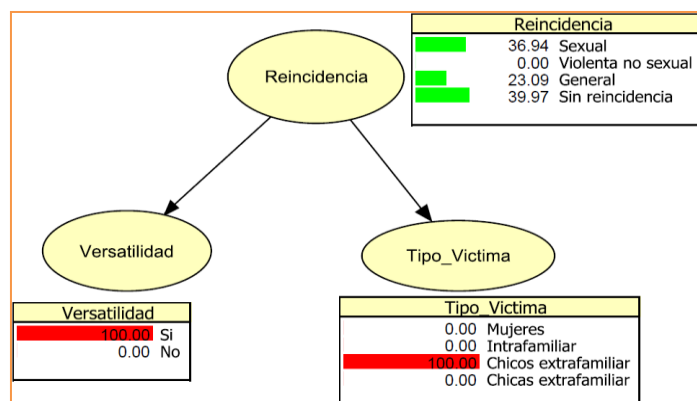 Reincidencia
36.94 Sexual
0.00 Violenta no sexual
23.09 General
39.97 Sin reincidencia
Reincidencia
Versatilidad
Tipo_Victima
Versatilidad
100.00 Si
0.00 No
Tipo_Victima
0.00 Mujeres
0.00 Intrafamiliar
100.00 Chicos extrafamiliar
0.00 Chicas extrafamiliar